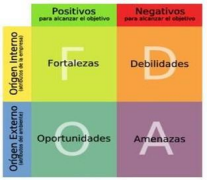 Positivos
para alcanzar el objetivo
Negativos
para alcanzar el objetivo
Origen Interno
(atributos de la empresa)
F
Fortalezas
D
Debilidades
Origen Externo
(atributos del ambiente)
O
Oportunidades
A
Amenazas